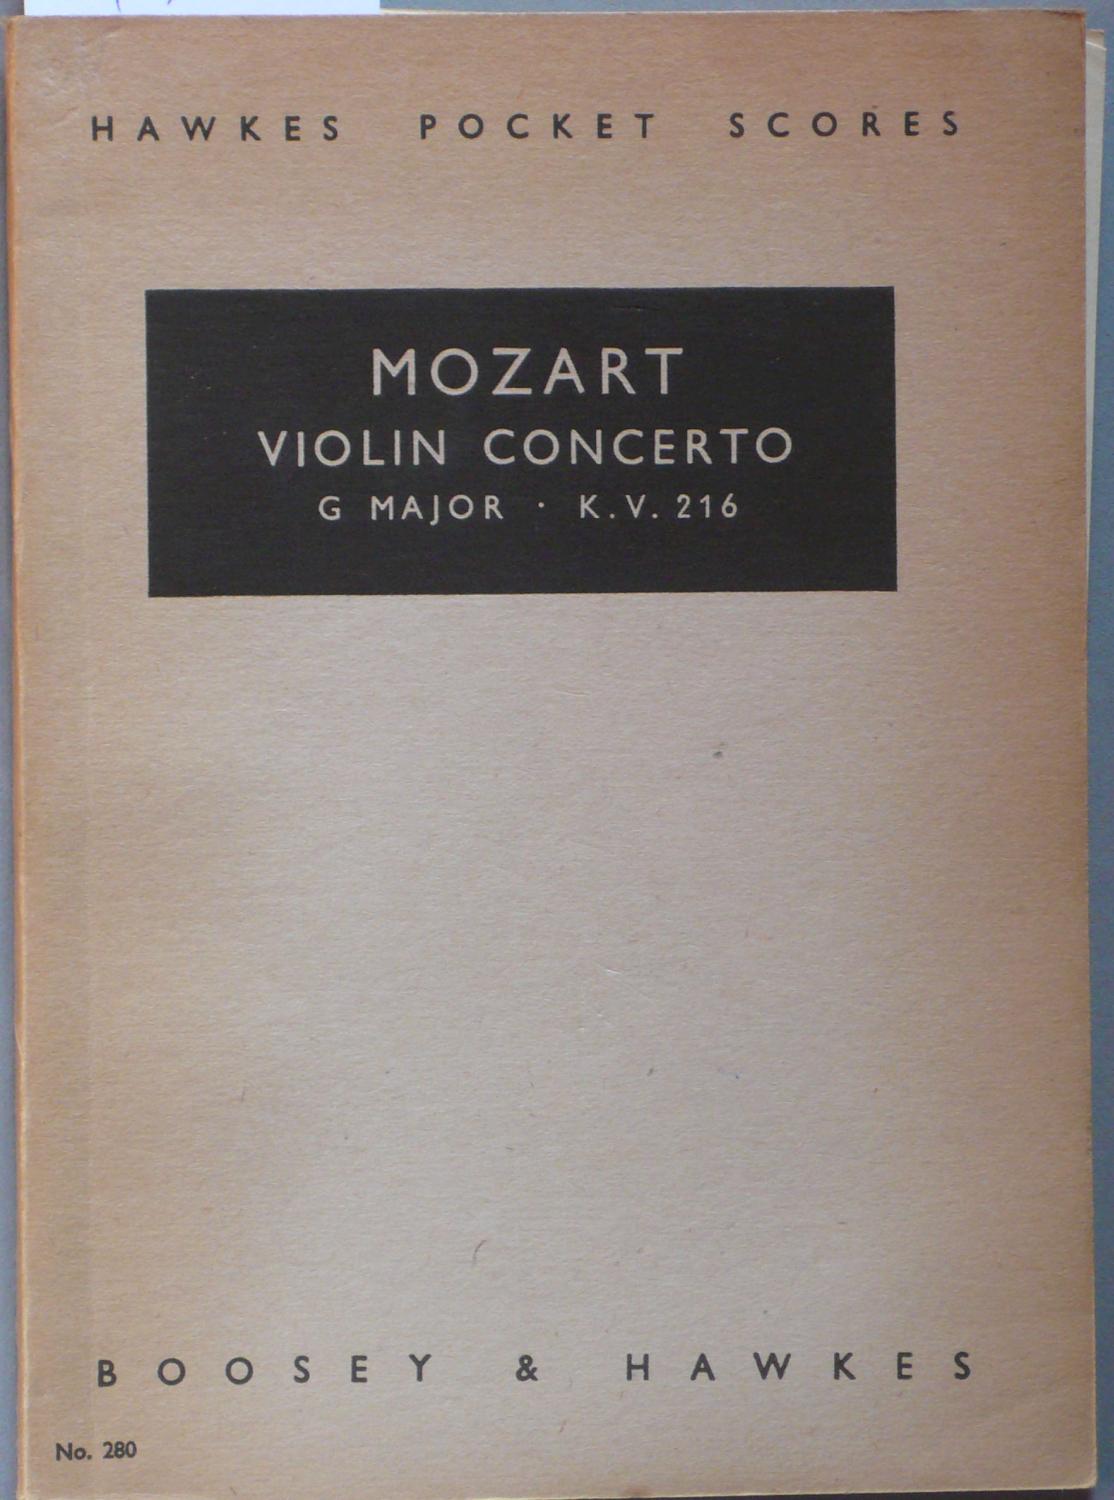 HAWKES POCKET SCORES
MOZART
VIOLIN CONCERTO
G MAJOR · K.V. 216
BOOSEY & HAWKES
No. 280